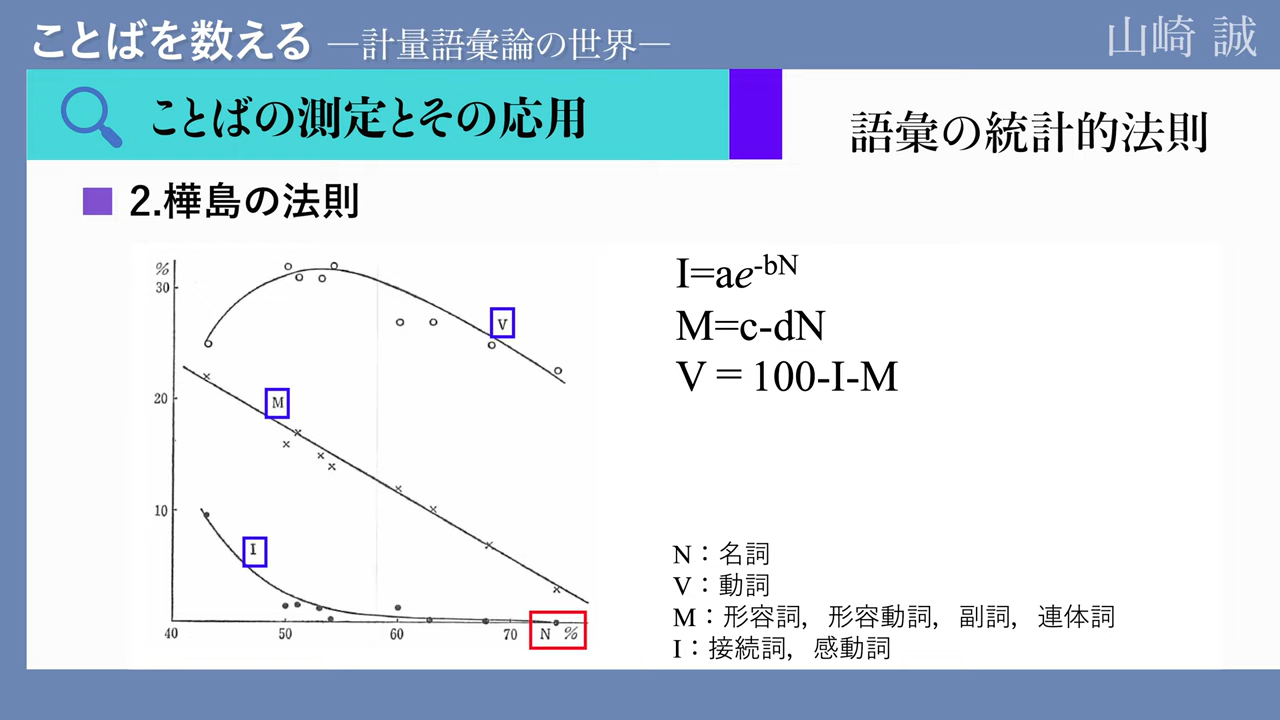 ことばを数える ―計量語彙論の世界―
山崎 誠
ことばの測定とその応用
語彙の統計的法則
2.樺島の法則
%
30
20
10
V
M
I
40
50
60
70
N %
I=ae-bN
M=c-dN
V = 100-I-M
N：名詞
V：動詞
M：形容詞，形容動詞，副詞，連体詞
I：接続詞，感動詞